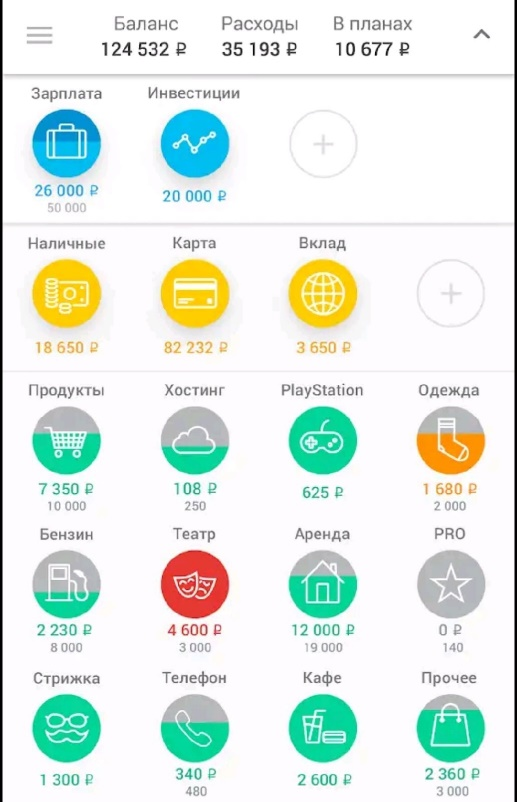 Баланс Расходы В планах
124 532 ₽ 35 193 ₽ 10 677 ₽
Зарплата Инвестиции
26 000 ₽ 20 000 ₽
50 000
Наличные Карта Вклад
18 650 ₽ 82 232 ₽ 3 650 ₽
Продукты Хостинг PlayStation Одежда
7 350 ₽ 108 ₽ 625 ₽ 1 680 ₽
10 000 250 2 000
Бензин Театр Аренда PRO
2 230 ₽ 4 600 ₽ 12 000 ₽ 0 ₽
8 000 3 000 19 000 140
Стрижка Телефон Кафе Прочее
1 300 ₽ 340 ₽ 2 600 ₽ 2 360 ₽
480 3 000